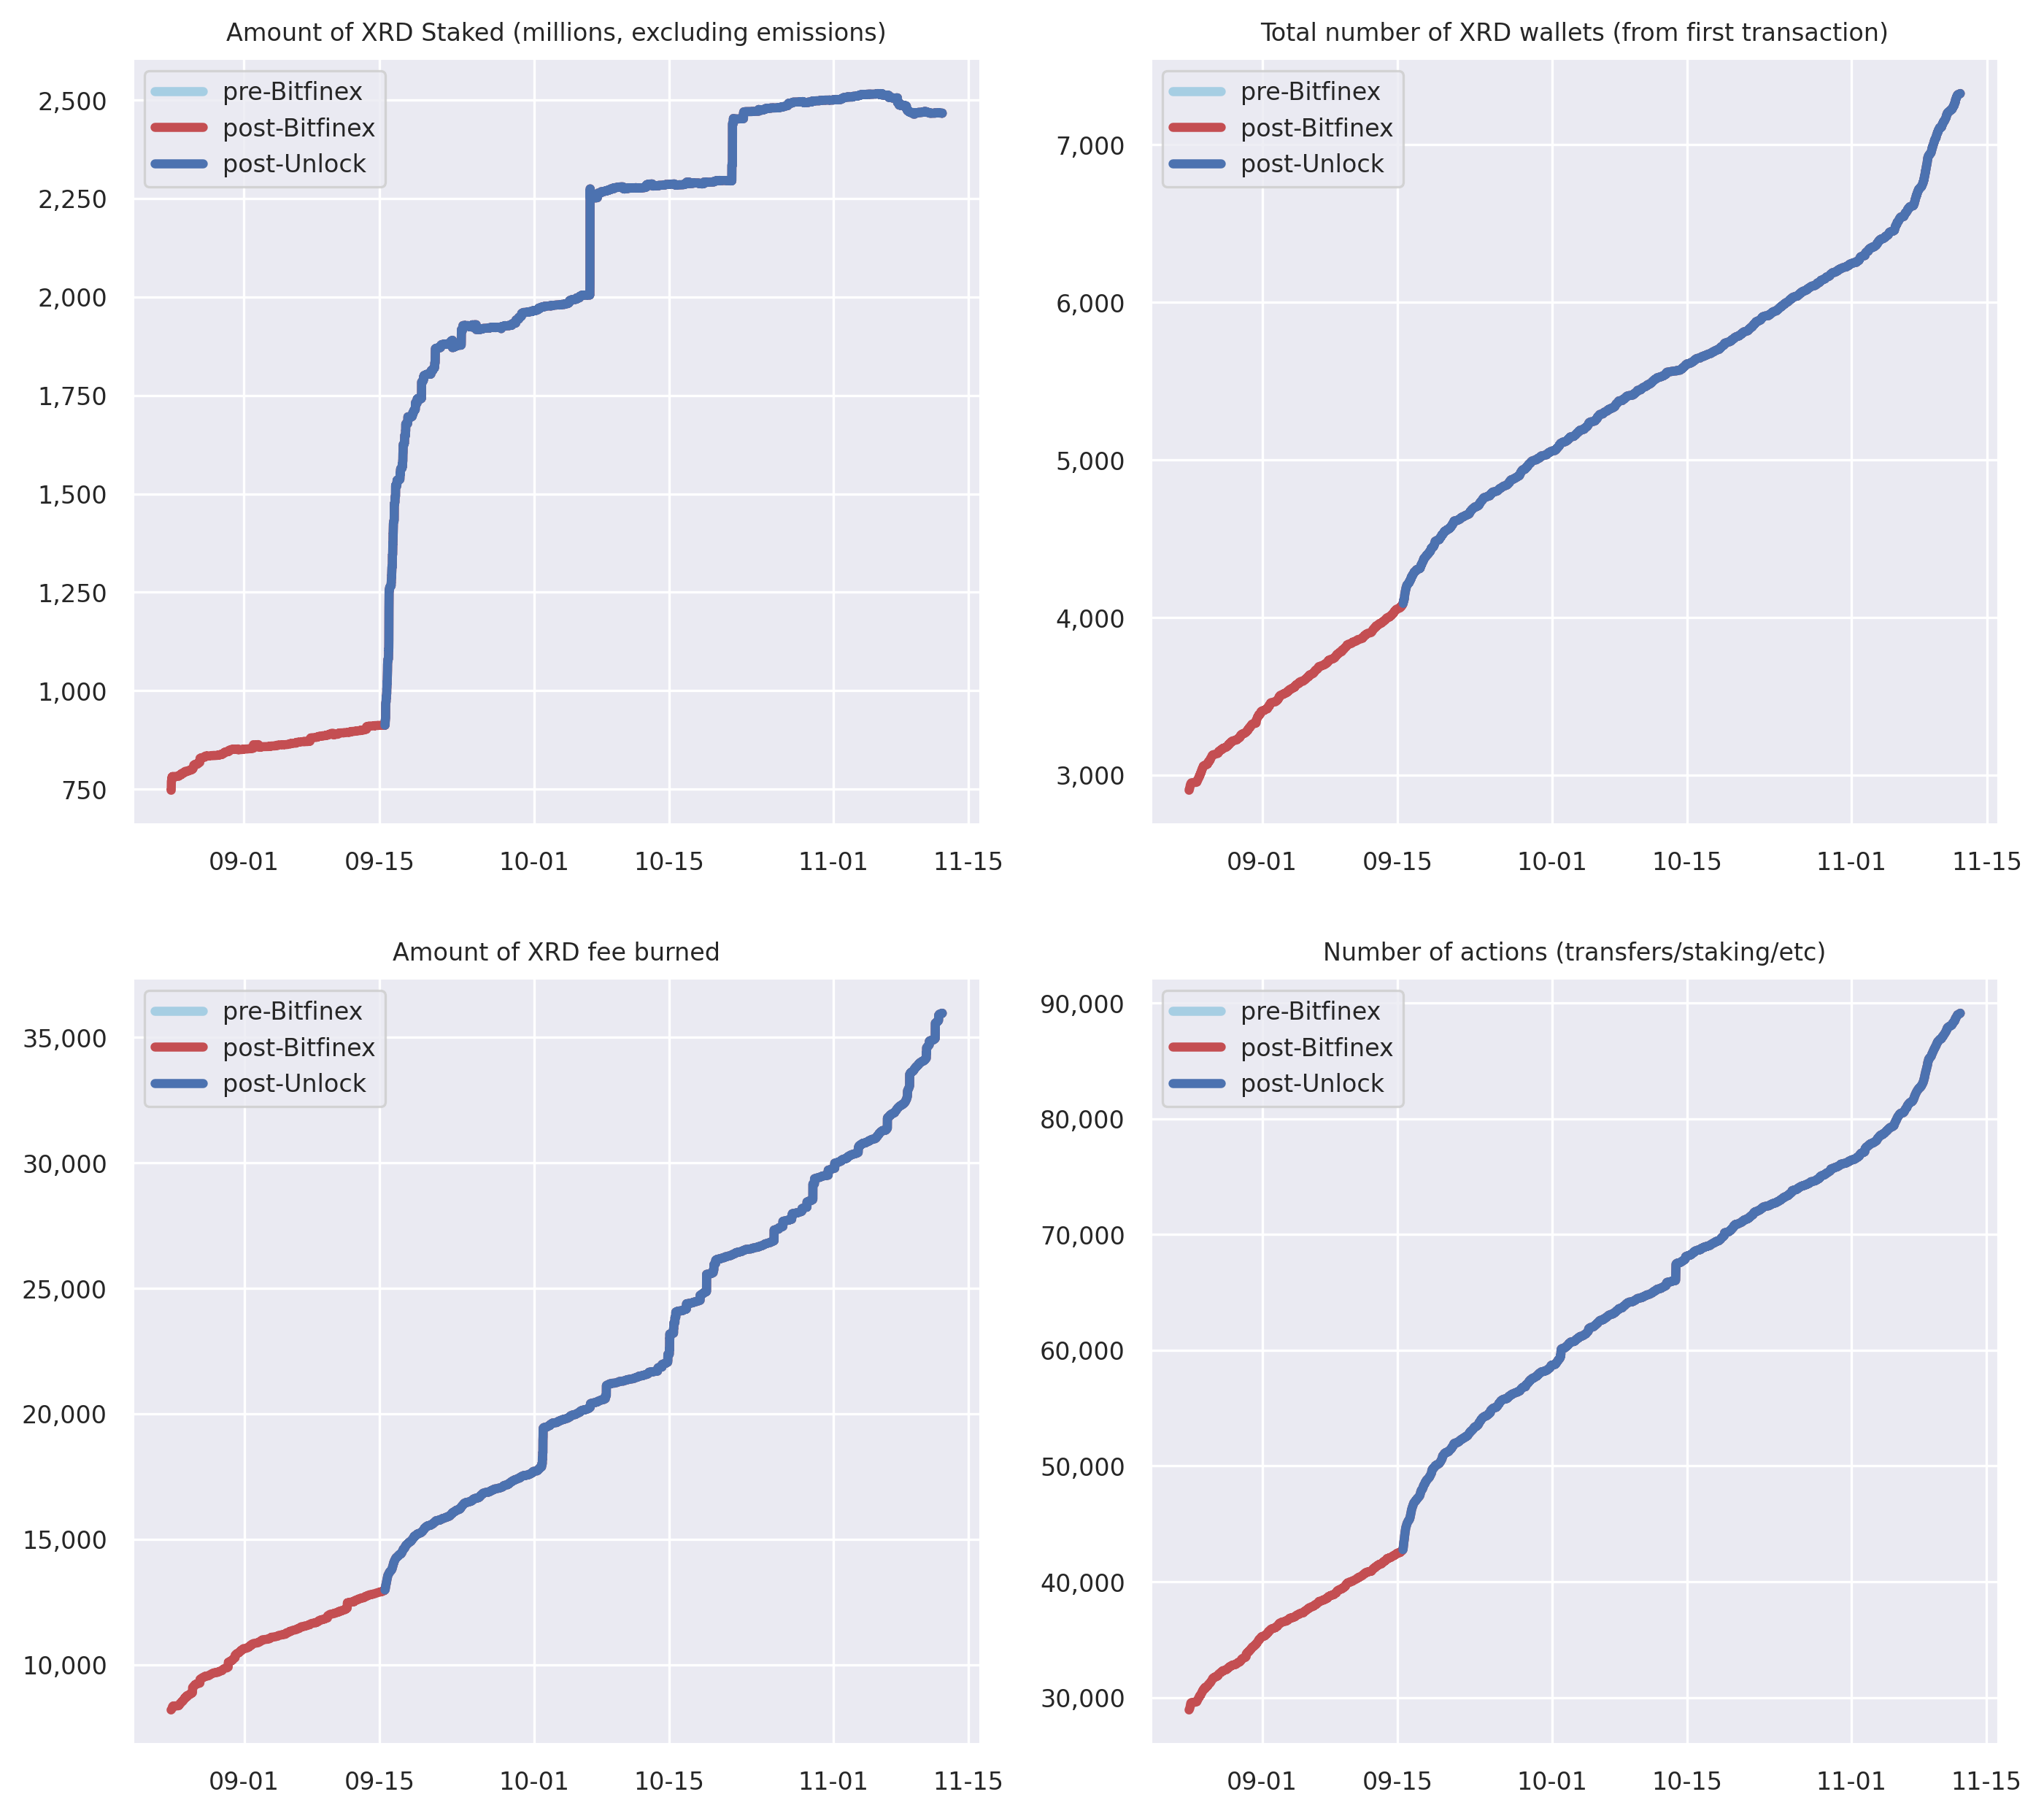 Amount of XRD Staked (millions, excluding emissions)
pre-Bitfinex
post-Bitfinex
post-Unlock
2,500
2,250
2,000
1,750
1,500
1,250
1,000
750
09-01 09-15 10-01 10-15 11-01 11-15
Total number of XRD wallets (from first transaction)
pre-Bitfinex
post-Bitfinex
post-Unlock
7,000
6,000
5,000
4,000
3,000
09-01 09-15 10-01 10-15 11-01 11-15
Amount of XRD fee burned
pre-Bitfinex
post-Bitfinex
post-Unlock
35,000
30,000
25,000
20,000
15,000
10,000
09-01 09-15 10-01 10-15 11-01 11-15
Number of actions (transfers/staking/etc)
pre-Bitfinex
post-Bitfinex
post-Unlock
90,000
80,000
70,000
60,000
50,000
40,000
30,000
09-01 09-15 10-01 10-15 11-01 11-15